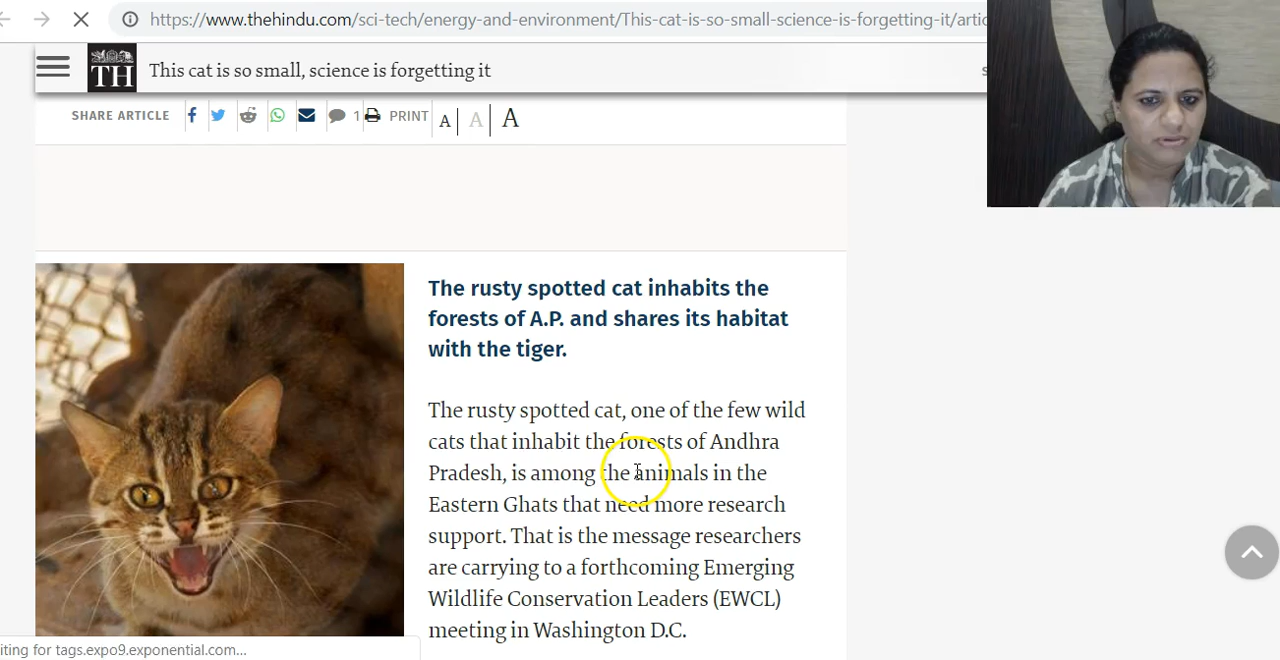 https://www.thehindu.com/sci-tech/energy-and-environment/This-cat-is-so-small-science-is-forgetting-it/artic
TH This cat is so small, science is forgetting it
SHARE ARTICLE 1 PRINT A A A
The rusty spotted cat inhabits the
forests of A.P. and shares its habitat
with the tiger.
The rusty spotted cat, one of the few wild
cats that inhabit the forests of Andhra
Pradesh, is among the animals in the
Eastern Ghats that need more research
support. That is the message researchers
are carrying to a forthcoming Emerging
Wildlife Conservation Leaders (EWCL)
meeting in Washington D.C.
iting for tags.expo9.exponential.com...